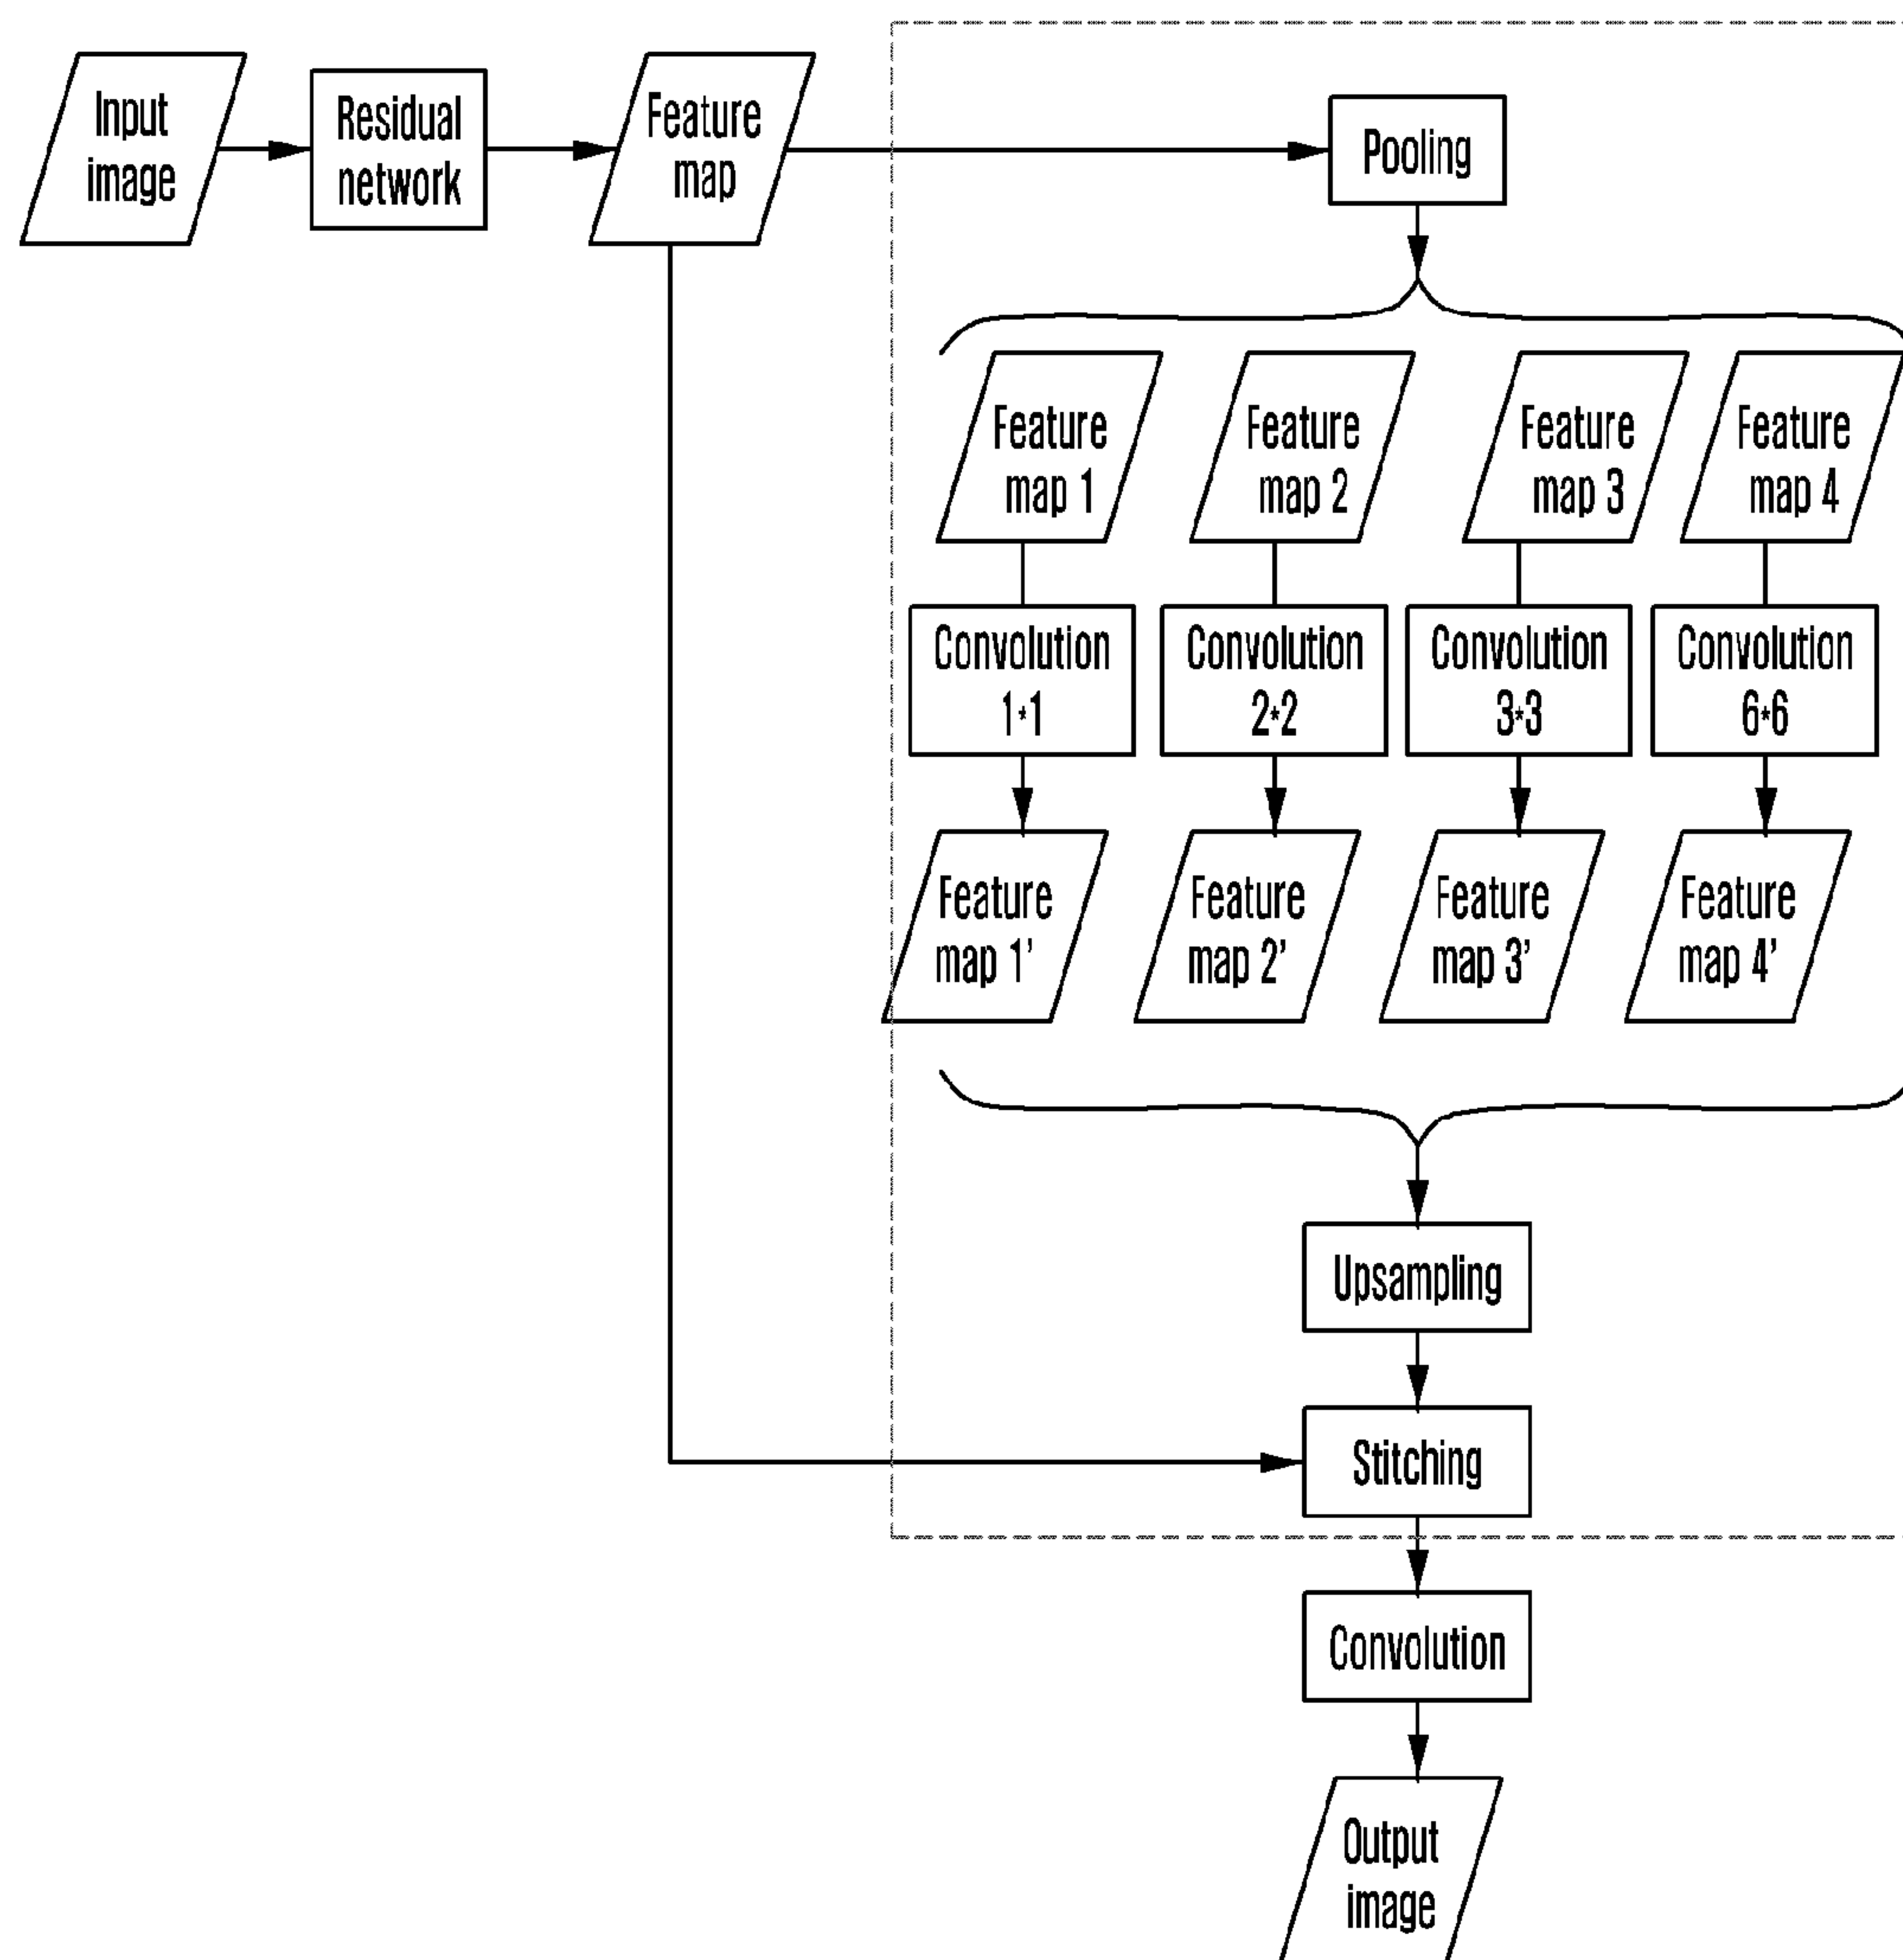 Input
image
Residual
network
Feature
map
Pooling
Feature
map 1
Feature
map 2
Feature
map 3
Feature
map 4
Convolution
1*1
Convolution
2*2
Convolution
3*3
Convolution
6*6
Feature
map 1'
Feature
map 2'
Feature
map 3'
Feature
map 4'
Upsampling
Stitching
Convolution
Output
image